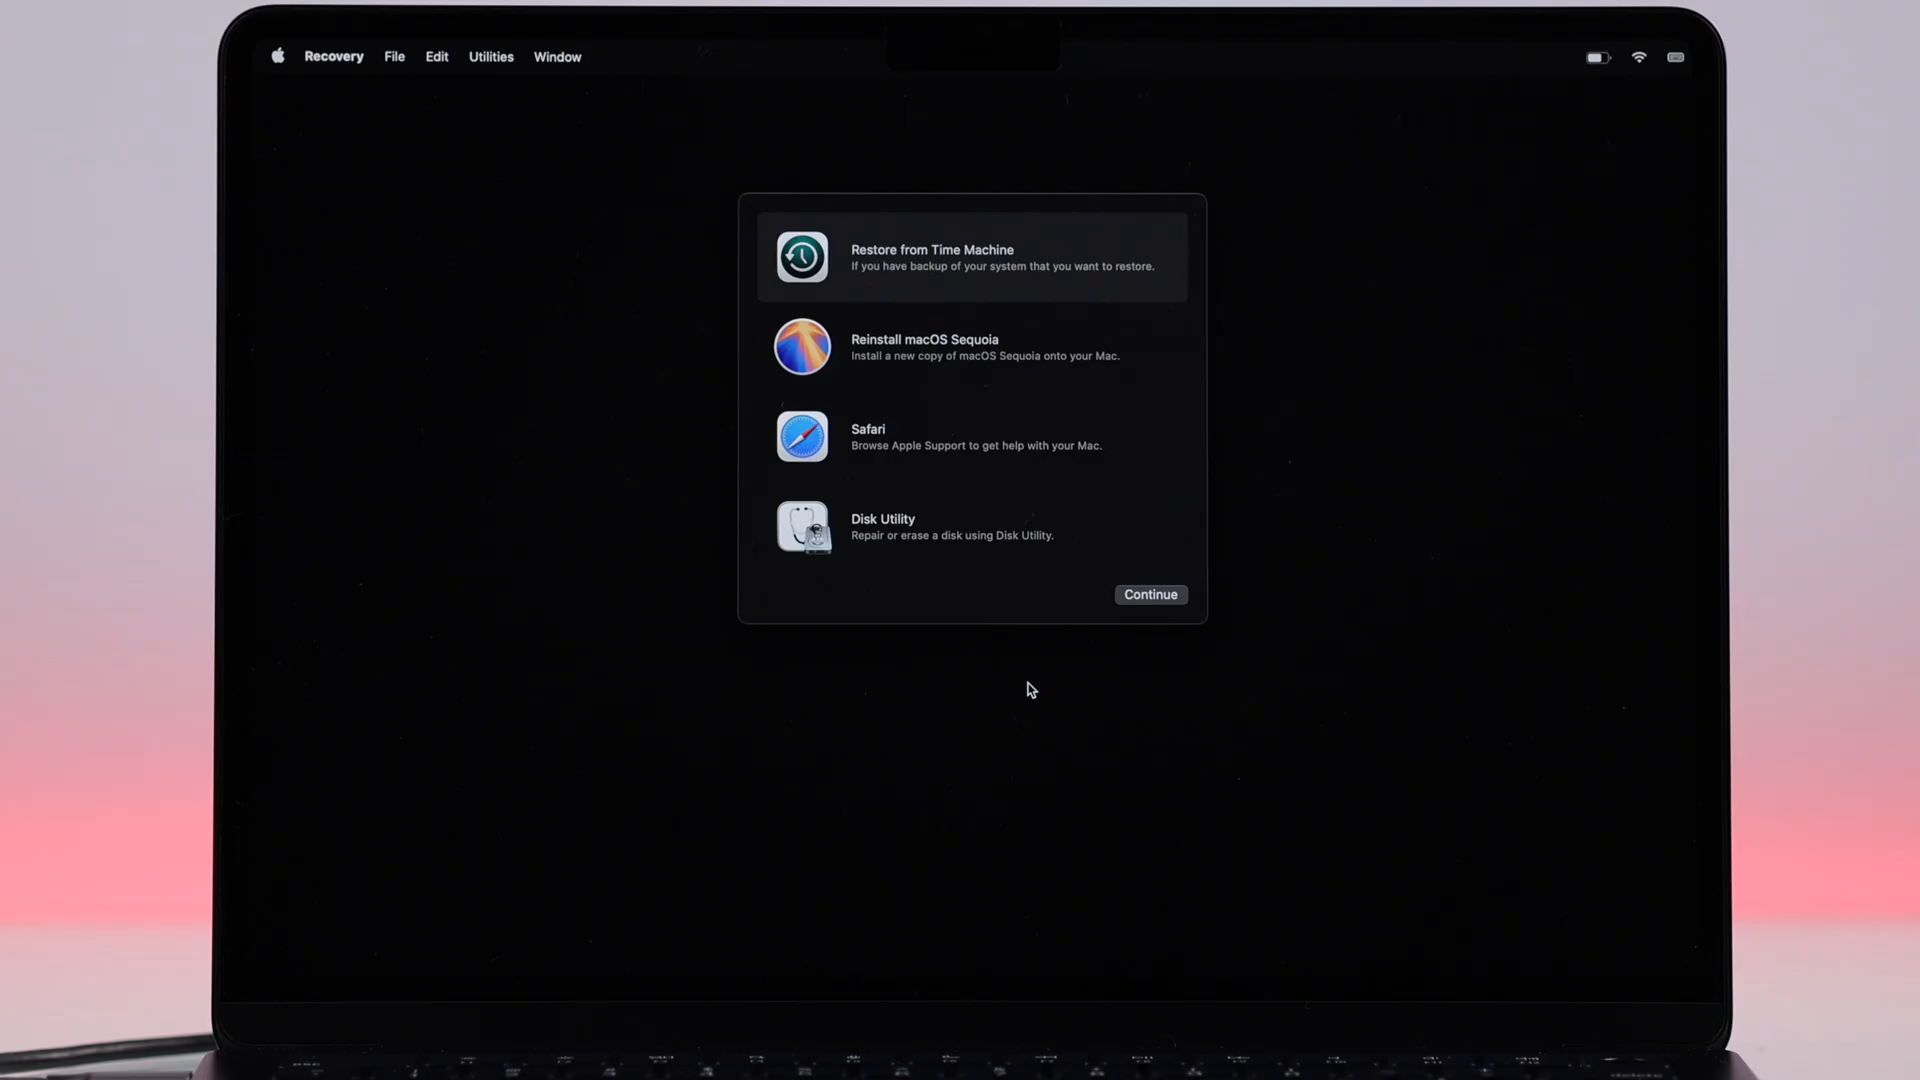 Recovery File Edit Utilities Window
Restore from Time Machine
If you have backup of your system that you want to restore.
Reinstall macOS Sequoia
Install a new copy of macOS Sequoia onto your Mac.
Safari
Browse Apple Support to get help with your Mac.
Disk Utility
Repair or erase a disk using Disk Utility.
Continue